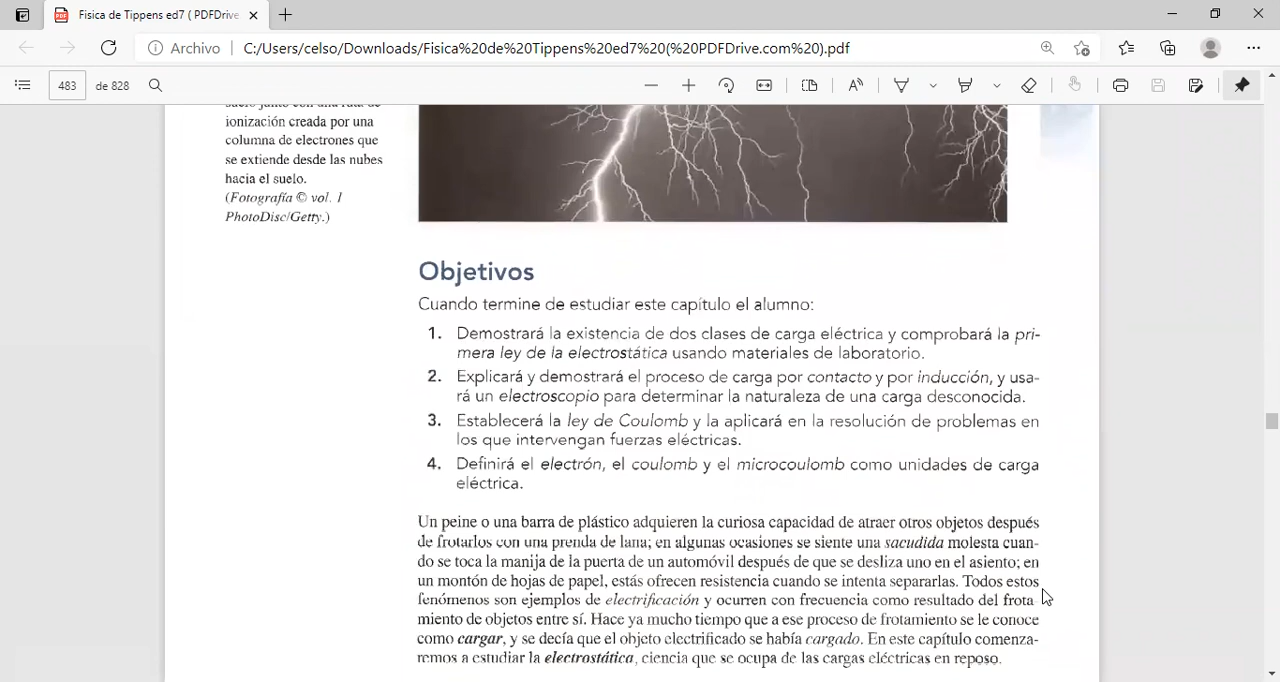 Fisica de Tippens ed7 ( PDFDrive
Archivo
C:/Users/celso/Downloads/Fisica%20de%20Tippens%20ed7%20(%20PDFDrive.com%20).pdf
483 de 828
ionización creada por una
columna de electrones que
se extiende desde las nubes
hacia el suelo.
(Fotografía © vol. 1
PhotoDisc/Getty.)
Objetivos
Cuando termine de estudiar este capítulo el alumno:
1. Demostrará la existencia de dos clases de carga eléctrica y comprobará la pri-
mera ley de la electrostática usando materiales de laboratorio.
2. Explicará y demostrará el proceso de carga por contacto y por inducción, y usa-
rá un electroscopio para determinar la naturaleza de una carga desconocida.
3. Establecerá la ley de Coulomb y la aplicará en la resolución de problemas en
los que intervengan fuerzas eléctricas.
4. Definirá el electrón, el coulomb y el microcoulomb como unidades de carga
eléctrica.
Un peine o una barra de plástico adquieren la curiosa capacidad de atraer otros objetos después
de frotarlos con una prenda de lana; en algunas ocasiones se siente una sacudida molesta cuan-
do se toca la manija de la puerta de un automóvil después de que se desliza uno en el asiento; en
un montón de hojas de papel, estás ofrecen resistencia cuando se intenta separarlas. Todos estos
fenómenos son ejemplos de electrificación y ocurren con frecuencia como resultado del frota
miento de objetos entre sí. Hace ya mucho tiempo que a ese proceso de frotamiento se le conoce
como cargar, y se decía que el objeto electrificado se había cargado. En este capítulo comenza-
remos a estudiar la electrostática, ciencia que se ocupa de las cargas eléctricas en reposo.